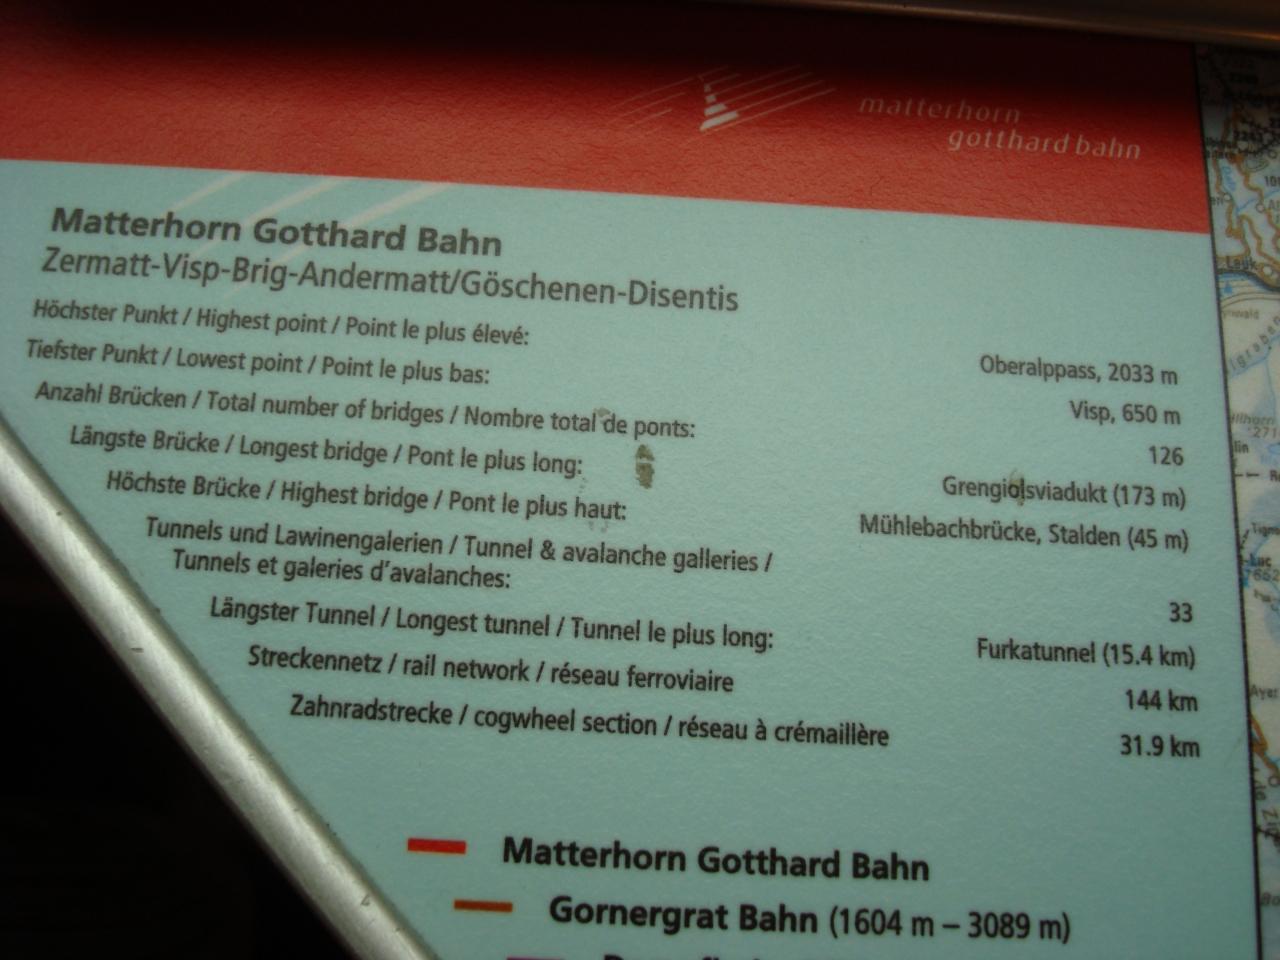 matterhorn
gotthard bahn
Matterhorn Gotthard Bahn
Zermatt-Visp-Brig-Andermatt/Göschenen-Disentis
Höchster Punkt / Highest point / Point le plus élevé: Oberalppass, 2033 m
Tiefster Punkt / Lowest point / Point le plus bas: Visp, 650 m
Anzahl Brücken / Total number of bridges / Nombre total de ponts: 126
Längste Brücke / Longest bridge / Pont le plus long: Grengiolsviadukt (173 m)
Höchste Brücke / Highest bridge / Pont le plus haut: Mühlebachbrücke, Stalden (45 m)
Tunnels und Lawinengalerien / Tunnel & avalanche galleries /
Tunnels et galeries d'avalanches: 33
Längster Tunnel / Longest tunnel / Tunnel le plus long: Furkatunnel (15.4 km)
Streckennetz / rail network / réseau ferroviaire 144 km
Zahnradstrecke / cogwheel section / réseau à crémaillère 31.9 km
Matterhorn Gotthard Bahn
Gornergrat Bahn (1604 m – 3089 m)